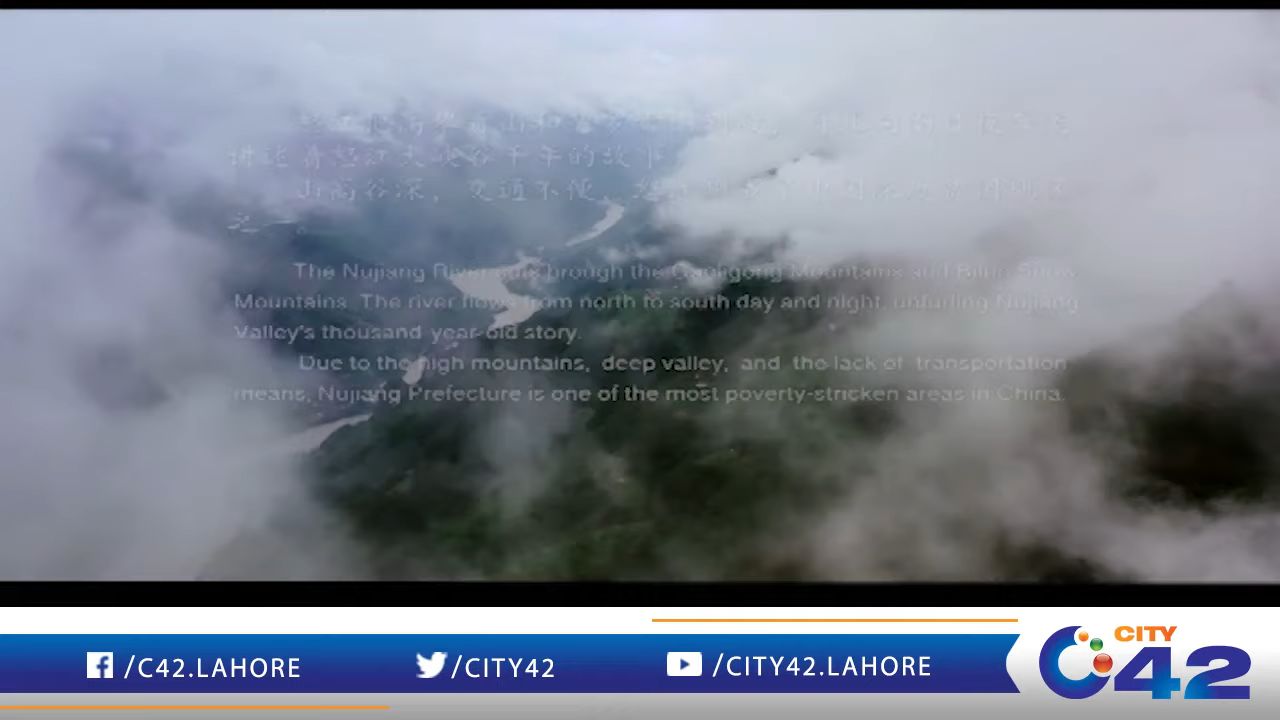 讲述着怒江大峡谷千年的故事
山高谷深，交通不便，
之一。
The Nujiang River cuts through the Gaoligong Mountains and Biluo Snow
Mountains. The river flows from north to south day and night, unfurling Nujiang
Valley's thousand-year-old story.
Due to the high mountains, deep valley, and the lack of transportation
means, Nujiang Prefecture is one of the most poverty-stricken areas in China.
/C42.LAHORE /CITY42 /CITY42.LAHORE
CITY
42